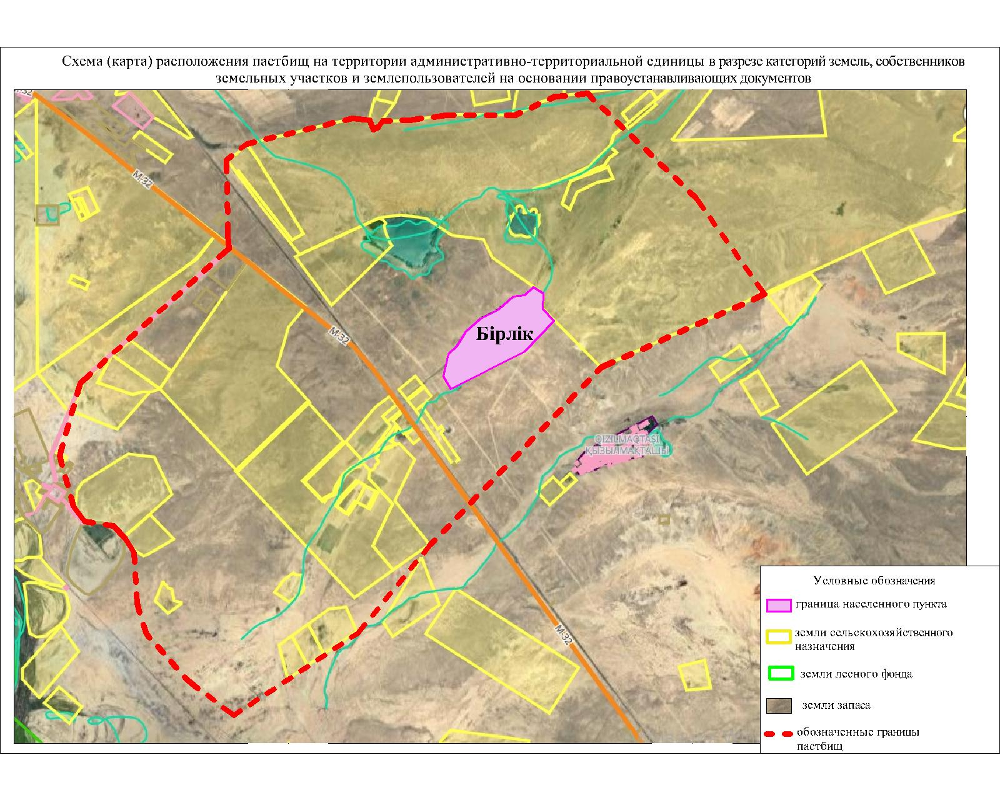 Схема (карта) расположения пастбищ на территории административно-территориальной единицы в разрезе категорий земель, собственников
земельных участков и землепользователей на основании правоустанавливающих документов
M-32
M-32
Бірлік
QIZILMAQTASI
ҚЫЗЫЛМАҚТАШЫ
M-32
Условные обозначения
граница населенного пункта
земли сельскохозяйственного
назначения
земли лесного фонда
земли запаса
обозначенные границы
пастбищ